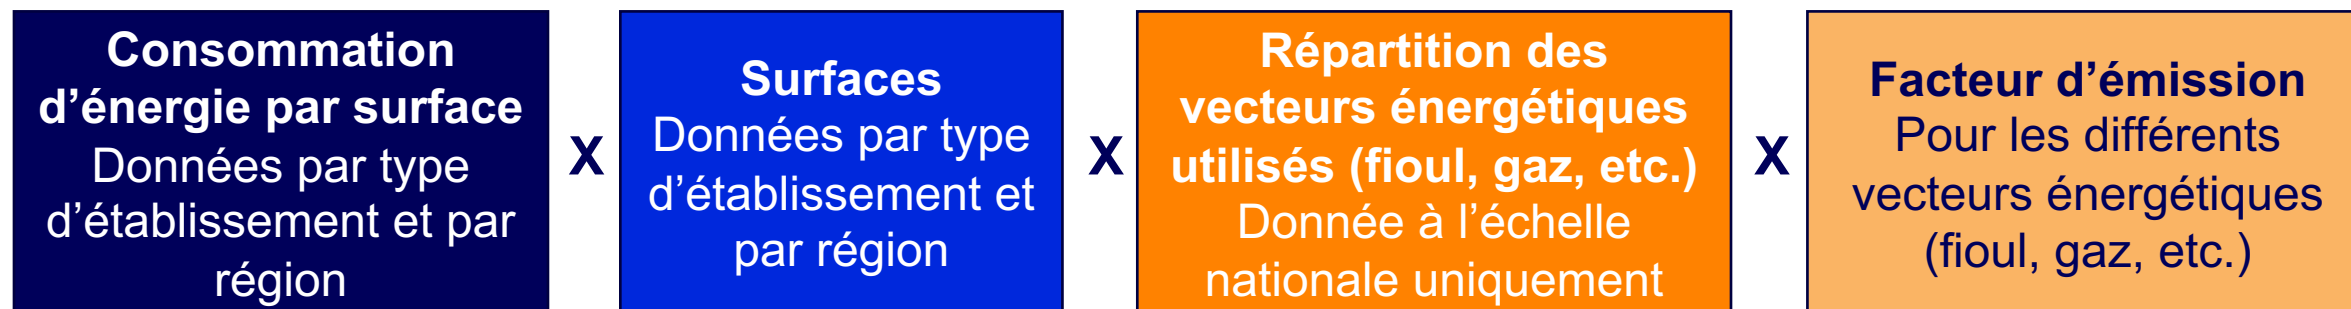 Consommation
d’énergie par surface
Données par type
d’établissement et par
région
X
Surfaces
Données par type
d’établissement et
par région
X
Répartition des
vecteurs énergétiques
utilisés (fioul, gaz, etc.)
Donnée à l’échelle
nationale uniquement
X
Facteur d’émission
Pour les différents
vecteurs énergétiques
(fioul, gaz, etc.)